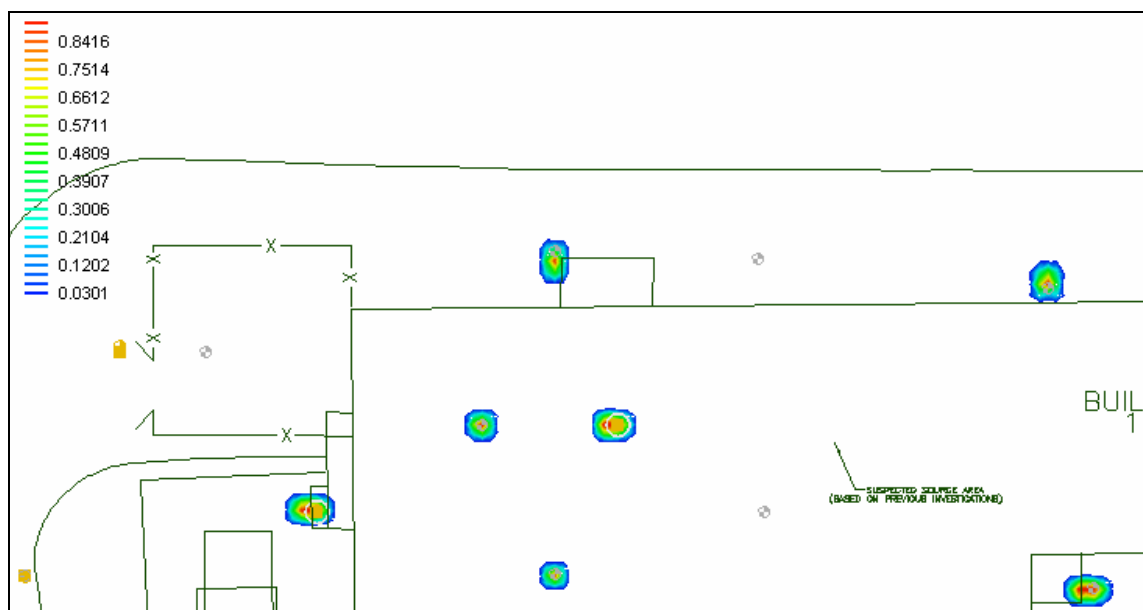 0.8416
0.7514
0.6612
0.5711
0.4809
0.3907
0.3006
0.2104
0.1202
0.0301
X
X
X
X
X
BUIL
1
SUSPECTED SOURCE AREA
(BASED ON PREVIOUS INVESTIGATIONS)